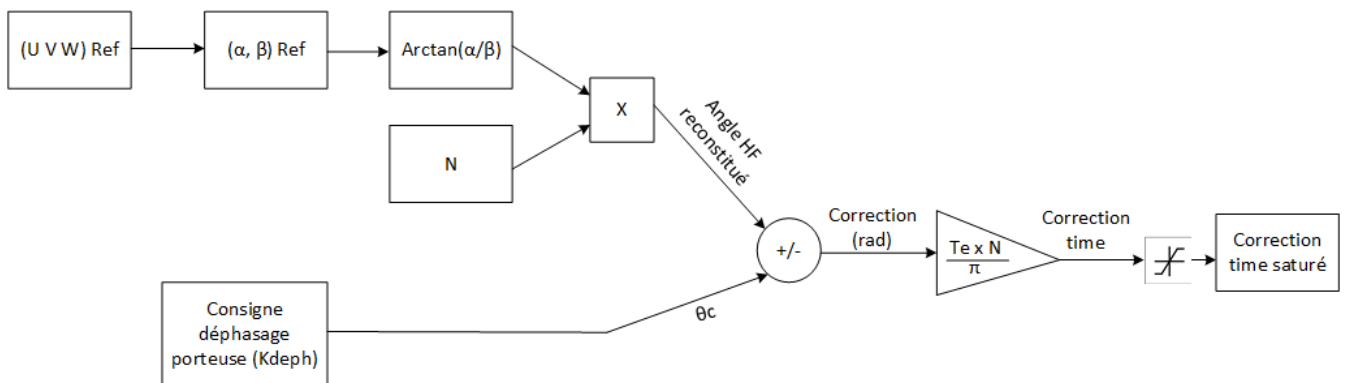 (U V W) Ref
(α, β) Ref
Arctan(α/β)
N
X
Angle HF
reconstitué
Consigne
déphasage
porteuse (Kdeph)
θc
+/-
Correction
(rad)
Te x N
π
Correction
time
Correction
time saturé